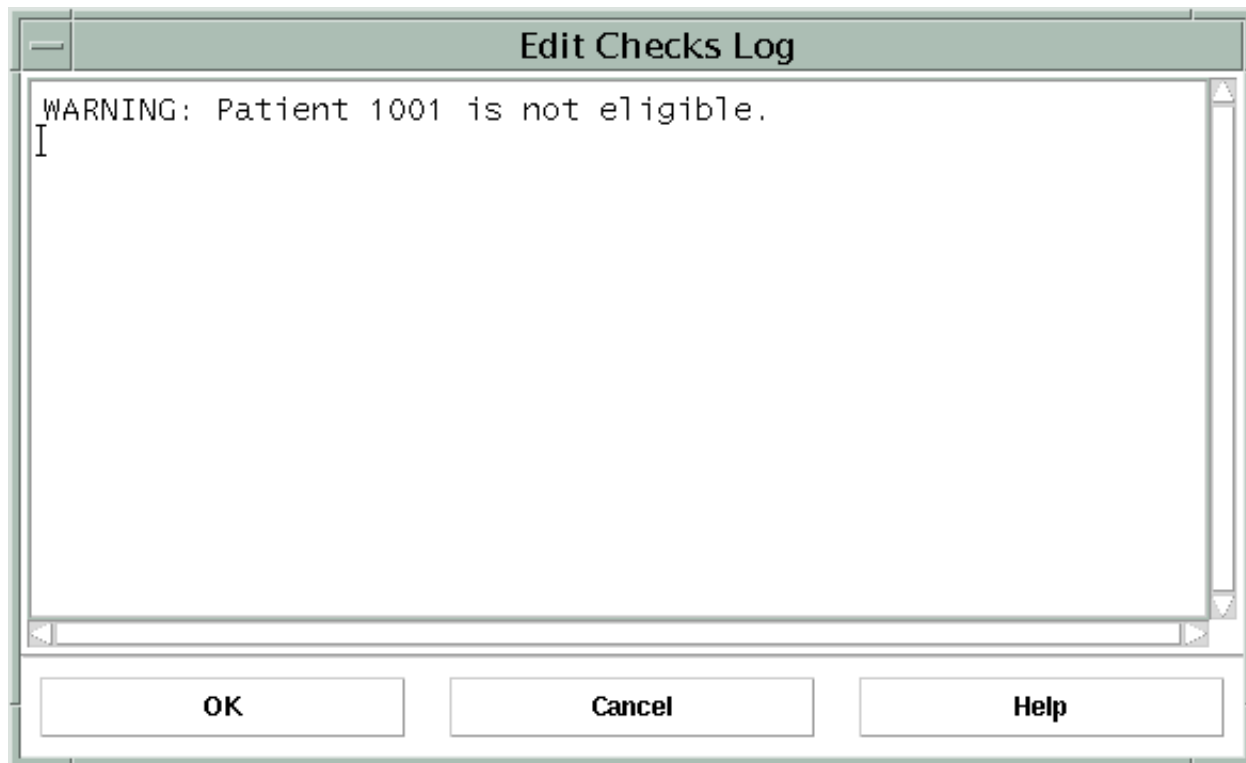 Edit Checks Log
WARNING: Patient 1001 is not eligible.
OK
Cancel
Help